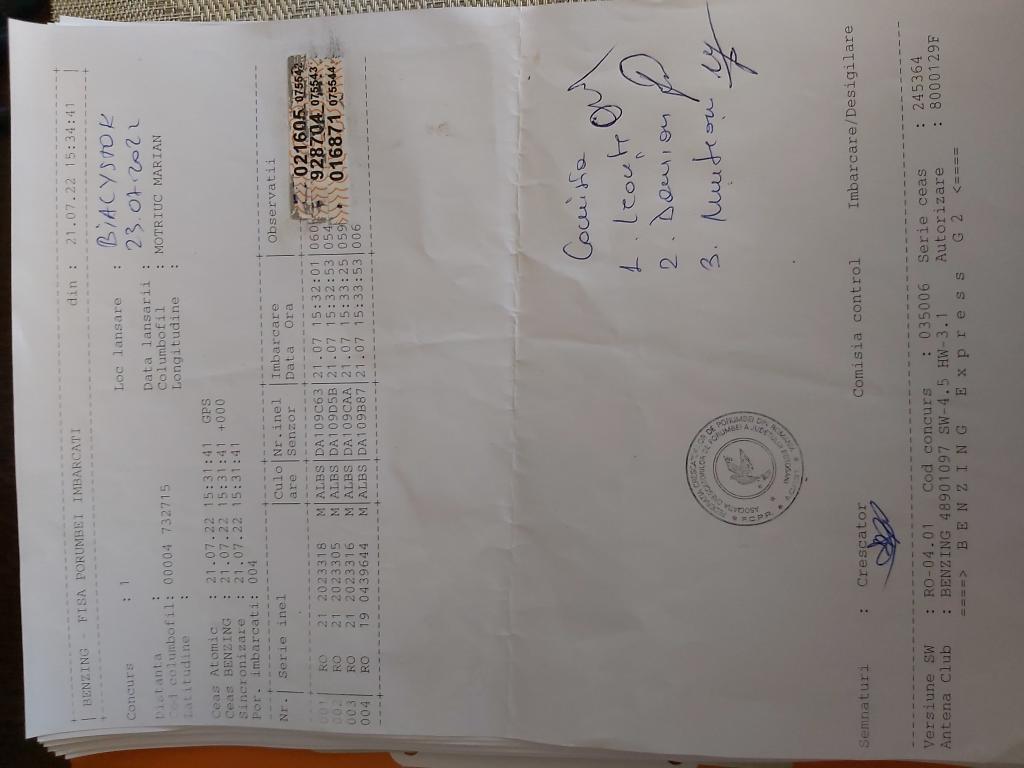 BENZING - FISA PORUMBEI IMBARCATI din : 21.07.22 15:34:41
Concurs : 1 Loc lansare : BIALYSTOK
Data lansarii : 23.07.2022
Distanta : Columbofil : MOTRIUC MARIAN
Cod columbofil: 00004 732715 Longitudine :
Latitudine :
Ceas Atomic : 21.07.22 15:31:41 GPS
Ceas BENZING : 21.07.22 15:31:41 +000
Sincronizare : 21.07.22 15:31:41
Por. imbarcati: 004
Nr. | Serie inel | Culo | Nr.inel | Imbarcare | Observatii
are | Senzor | Data Ora
001 | RO 21 2023318 M ALBS DA109C63 | 21.07 15:32:01 | 060
002 | RO 21 2023305 M ALBS DA109D5B | 21.07 15:32:53 | 054
003 | RO 21 2023316 M ALBS DA109CAA | 21.07 15:33:25 | 059
004 | RO 19 0439644 M ALBS DA109B87 | 21.07 15:33:53 | 006
021605 075543
928704 075543
016871 075543
Comisia
1. Leonte
2. Damion
3. Muntean
F.C.P.R.
Semnaturi : Crescator Comisia control Imbarcare/Desigilare
Versiune SW : RO-04.01 Cod concurs : 035006 Serie ceas : 245364
Antena Club : BENZING 48901097 SW-4.5 HW-3.1 Autorizare : 8000129F
====> B E N Z I N G E x p r e s s G 2 <====